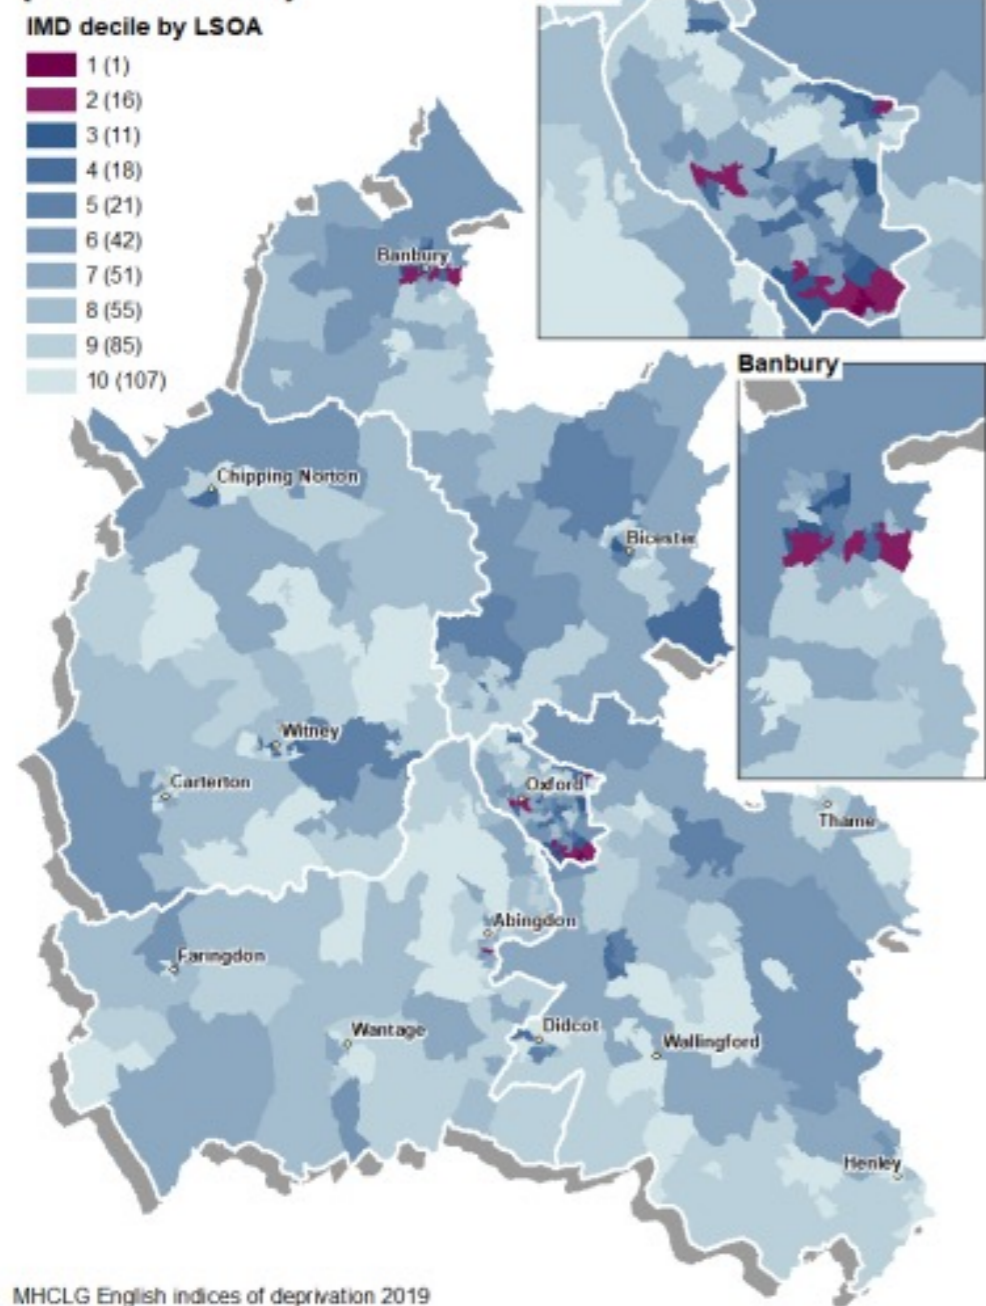 IMD decile by LSOA
1 (1)
2 (16)
3 (11)
4 (18)
5 (21)
6 (42)
7 (51)
8 (55)
9 (85)
10 (107)
Banbury
Banbury
Chipping Norton
Bicester
Witney
Carterton
Oxford
Thame
Abingdon
Faringdon
Didcot
Wantage
Wallingford
Henley
MHCLG English indices of deprivation 2019